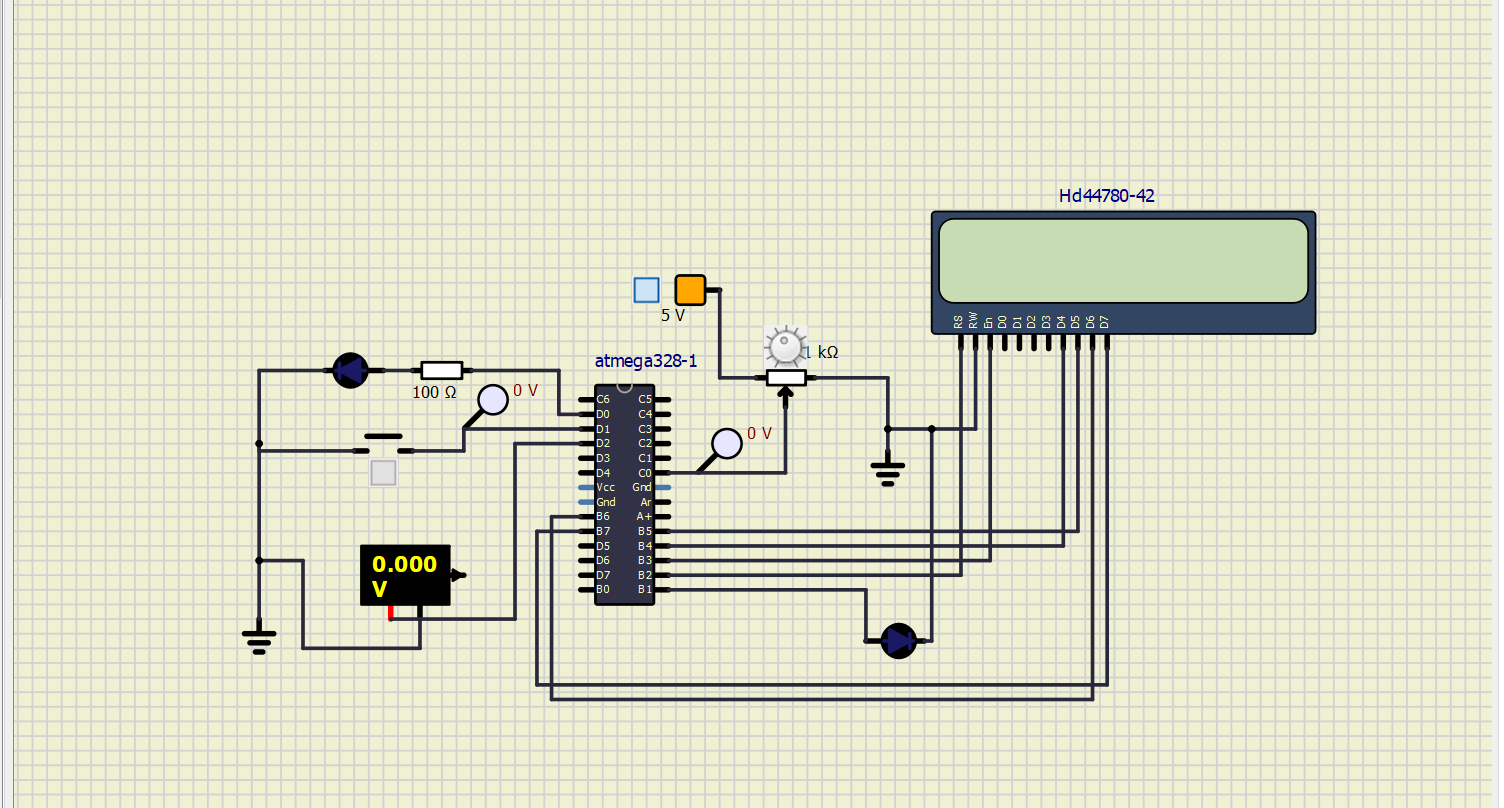 Hd44780-42
RS RW En D0 D1 D2 D3 D4 D5 D6 D7
5 V
1 kΩ
atmega328-1
100 Ω
0 V
0 V
C6 C5
D0 C4
D1 C3
D2 C2
D3 C1
D4 C0
Vcc Gnd
Gnd Ar
B6 A+
B7 B5
D5 B4
D6 B3
D7 B2
B0 B1
0.000
V